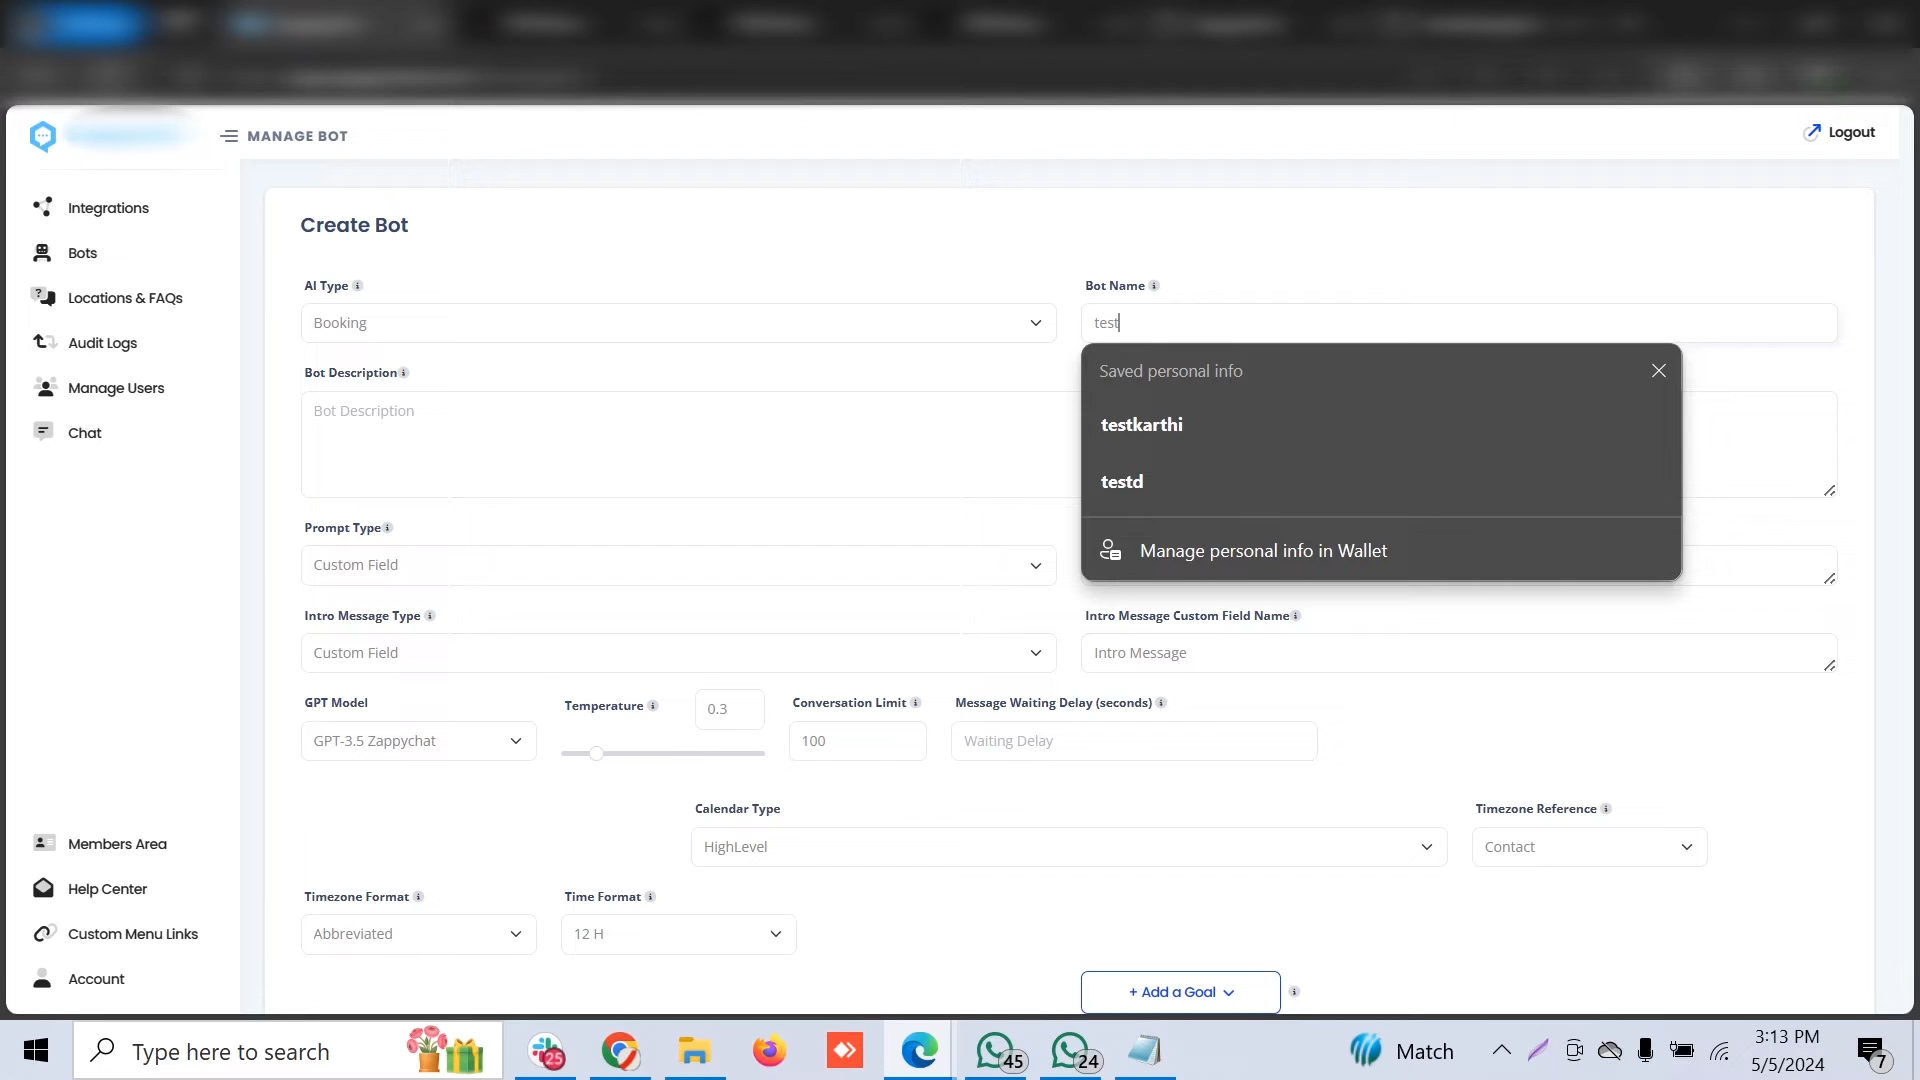 MANAGE BOT
Logout
Integrations
Bots
Locations & FAQs
Audit Logs
Manage Users
Chat
Members Area
Help Center
Custom Menu Links
Account
Create Bot
AI Type
Booking
Bot Name
test
Saved personal info
testkarthi
testd
Manage personal info in Wallet
Bot Description
Bot Description
Prompt Type
Custom Field
Intro Message Type
Custom Field
Intro Message Custom Field Name
Intro Message
GPT Model
GPT-3.5 Zappychat
Temperature
0.3
Conversation Limit
100
Message Waiting Delay (seconds)
Waiting Delay
Calendar Type
HighLevel
Timezone Reference
Contact
Timezone Format
Abbreviated
Time Format
12 H
+ Add a Goal
Type here to search
25
45
24
Match
3:13 PM
5/5/2024
7